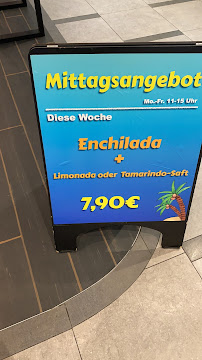 Mittagsangebot
Mo.-Fr. 11-15 Uhr
Diese Woche
Enchilada
+
Limonada oder Tamarindo-Saft
7,90€